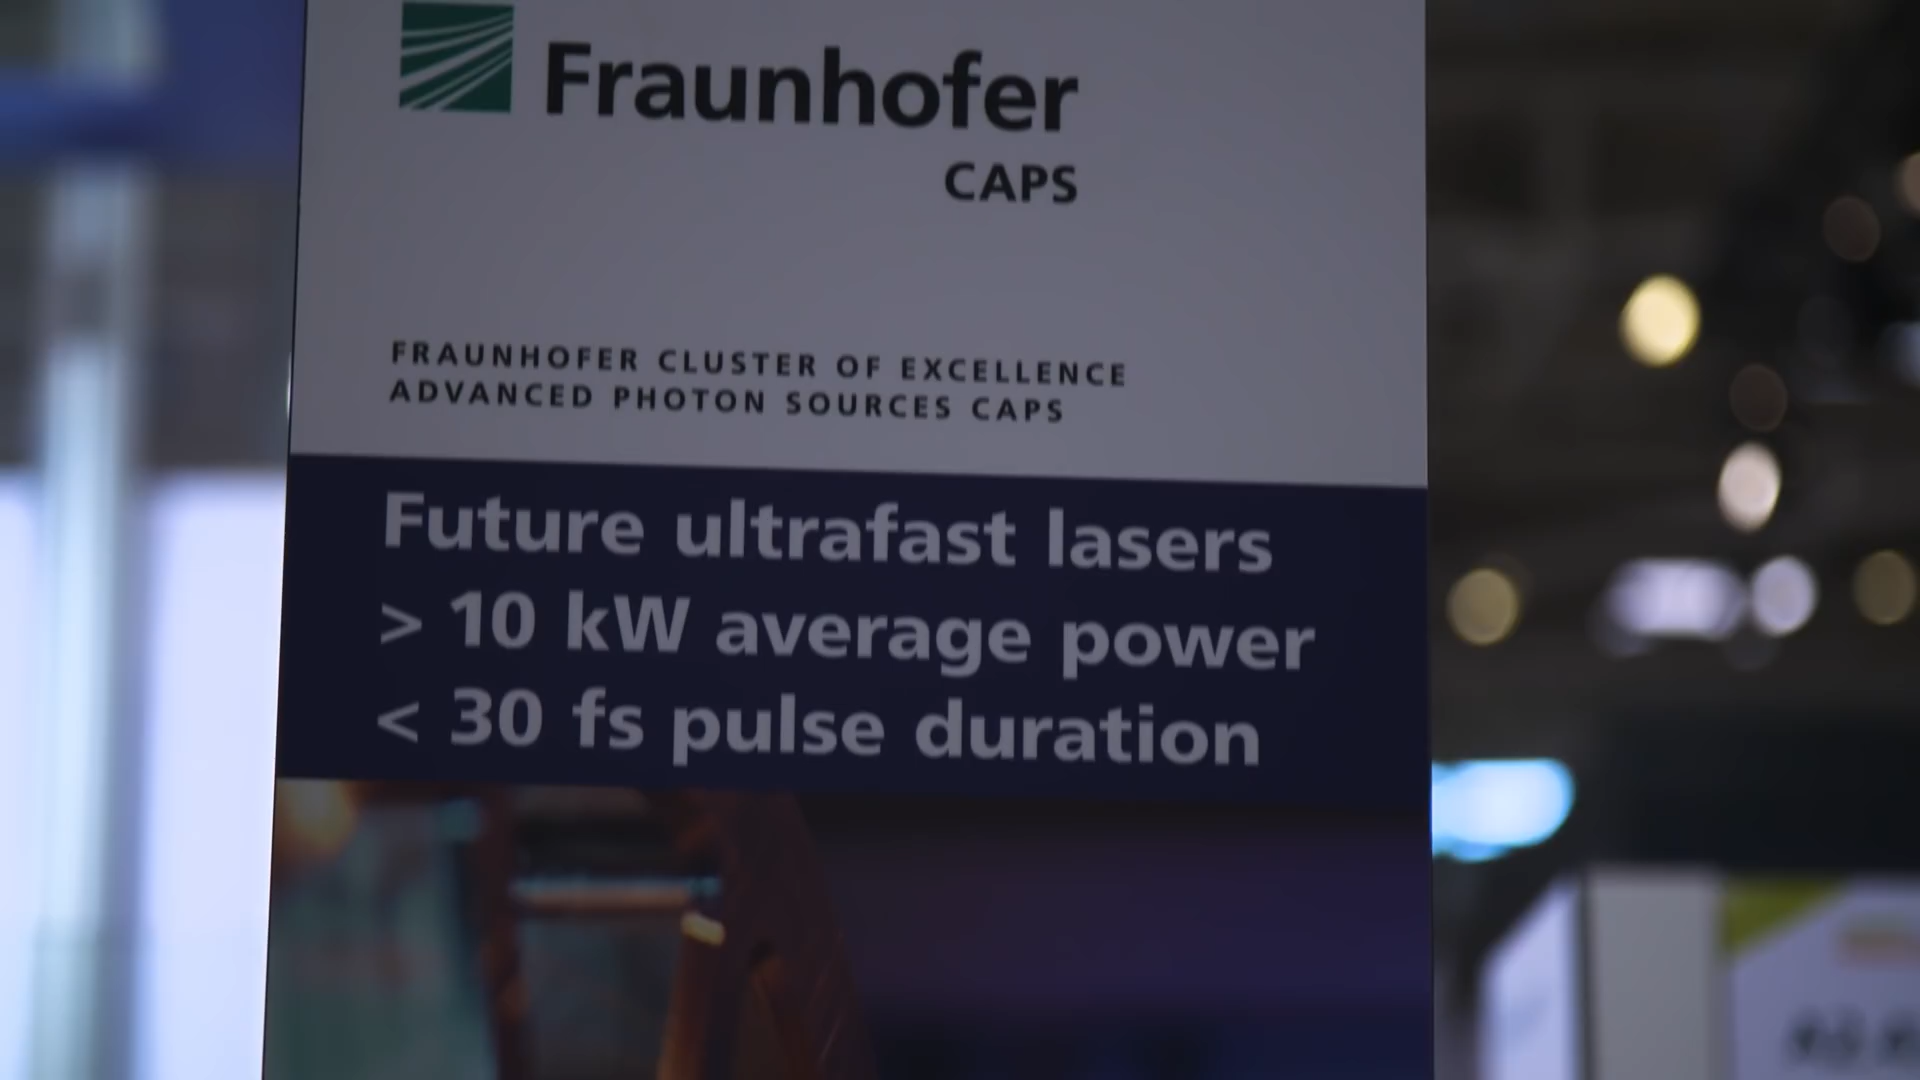 Fraunhofer
CAPS
FRAUNHOFER CLUSTER OF EXCELLENCE
ADVANCED PHOTON SOURCES CAPS
Future ultrafast lasers
> 10 kW average power
< 30 fs pulse duration